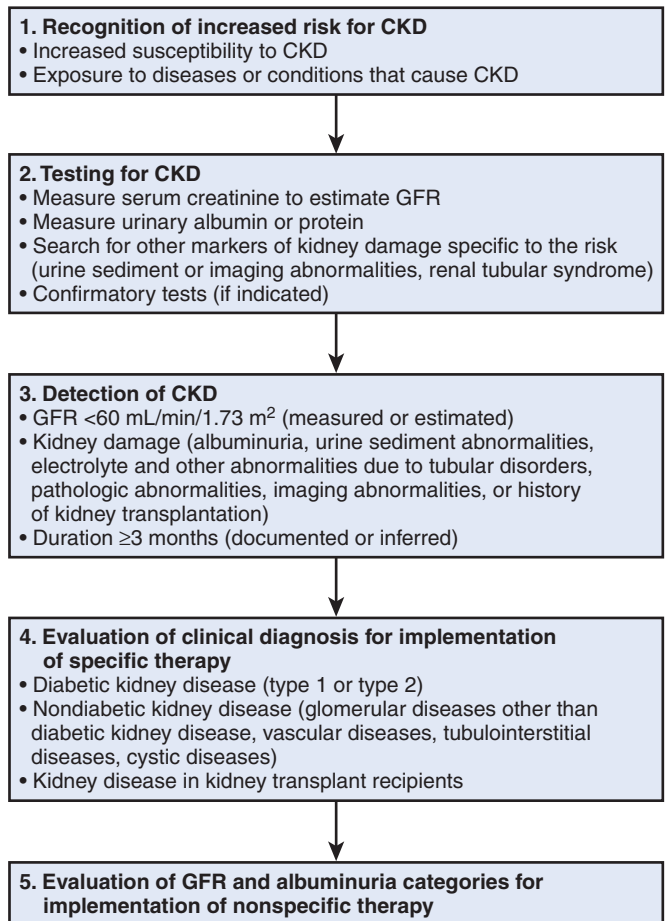 1. Recognition of increased risk for CKD
• Increased susceptibility to CKD
• Exposure to diseases or conditions that cause CKD
2. Testing for CKD
• Measure serum creatinine to estimate GFR
• Measure urinary albumin or protein
• Search for other markers of kidney damage specific to the risk
(urine sediment or imaging abnormalities, renal tubular syndrome)
• Confirmatory tests (if indicated)
3. Detection of CKD
• GFR <60 mL/min/1.73 m² (measured or estimated)
• Kidney damage (albuminuria, urine sediment abnormalities,
electrolyte and other abnormalities due to tubular disorders,
pathologic abnormalities, imaging abnormalities, or history
of kidney transplantation)
• Duration ≥3 months (documented or inferred)
4. Evaluation of clinical diagnosis for implementation
of specific therapy
• Diabetic kidney disease (type 1 or type 2)
• Nondiabetic kidney disease (glomerular diseases other than
diabetic kidney disease, vascular diseases, tubulointerstitial
diseases, cystic diseases)
• Kidney disease in kidney transplant recipients
5. Evaluation of GFR and albuminuria categories for
implementation of nonspecific therapy